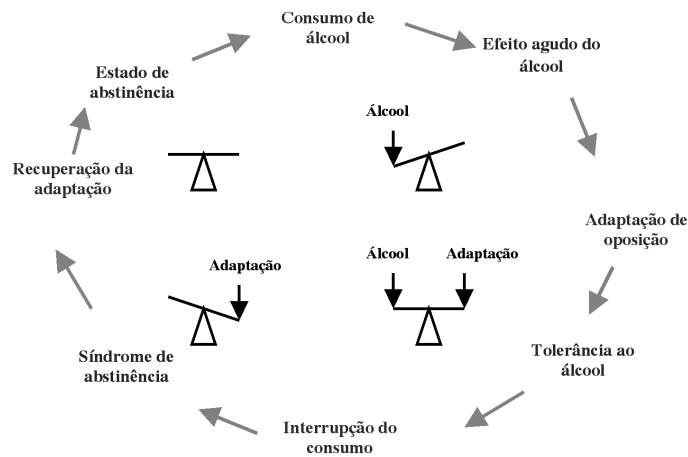 Consumo de
álcool
Efeito agudo do
álcool
Estado de
abstinência
Álcool
Recuperação da
adaptação
Adaptação de
oposição
Adaptação
Álcool
Adaptação
Síndrome de
abstinência
Tolerância ao
álcool
Interrupção do
consumo